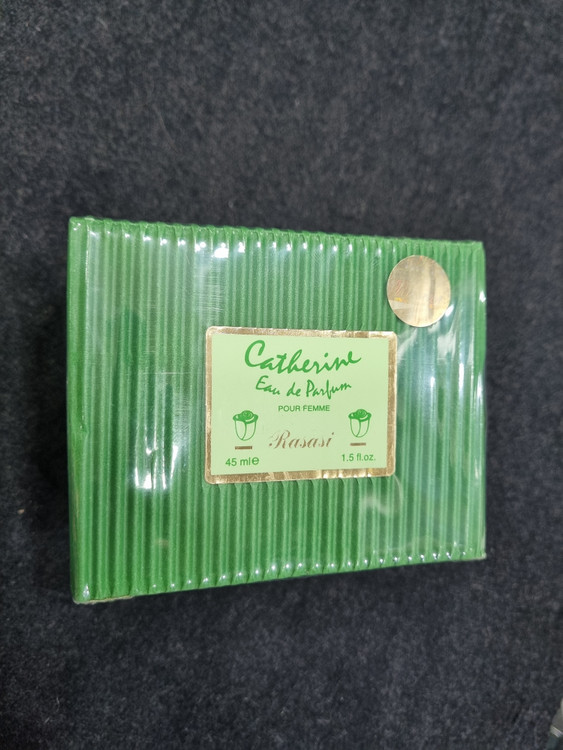 Catherine
Eau de Parfum
POUR FEMME
Rasasi
45 ml℮
1.5 fl.oz.